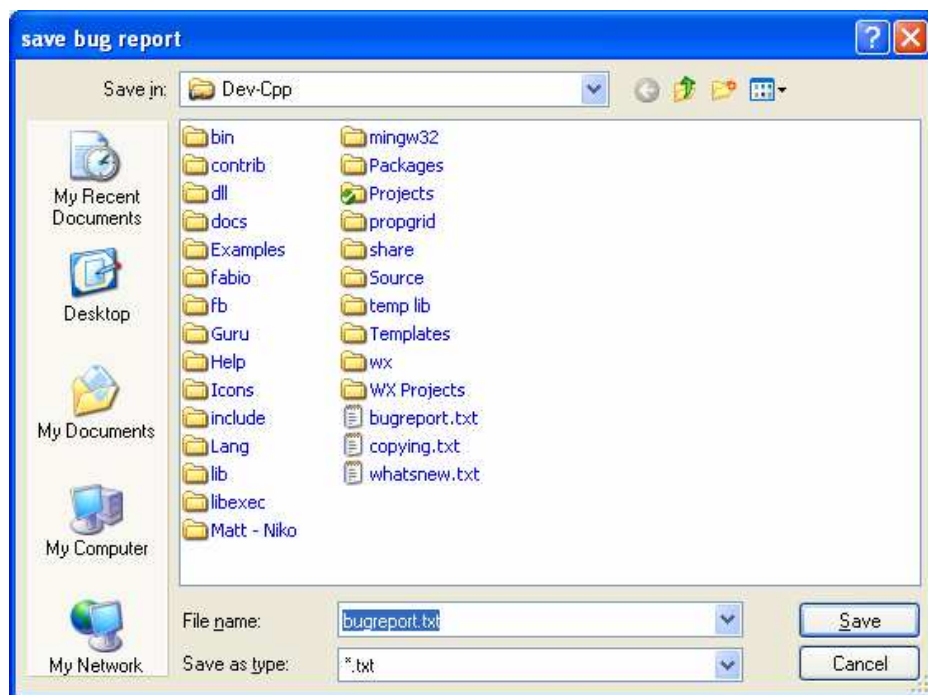 save bug report
Save in:
Dev-Cpp
My Recent
Documents
Desktop
My Documents
My Computer
My Network
bin
contrib
dll
docs
Examples
fabio
fb
Guru
Help
Icons
include
Lang
lib
libexec
Matt - Niko
mingw32
Packages
Projects
propgrid
share
Source
temp lib
Templates
wx
WX Projects
bugreport.txt
copying.txt
whatsnew.txt
File name:
bugreport.txt
Save
Save as type:
*.txt
Cancel